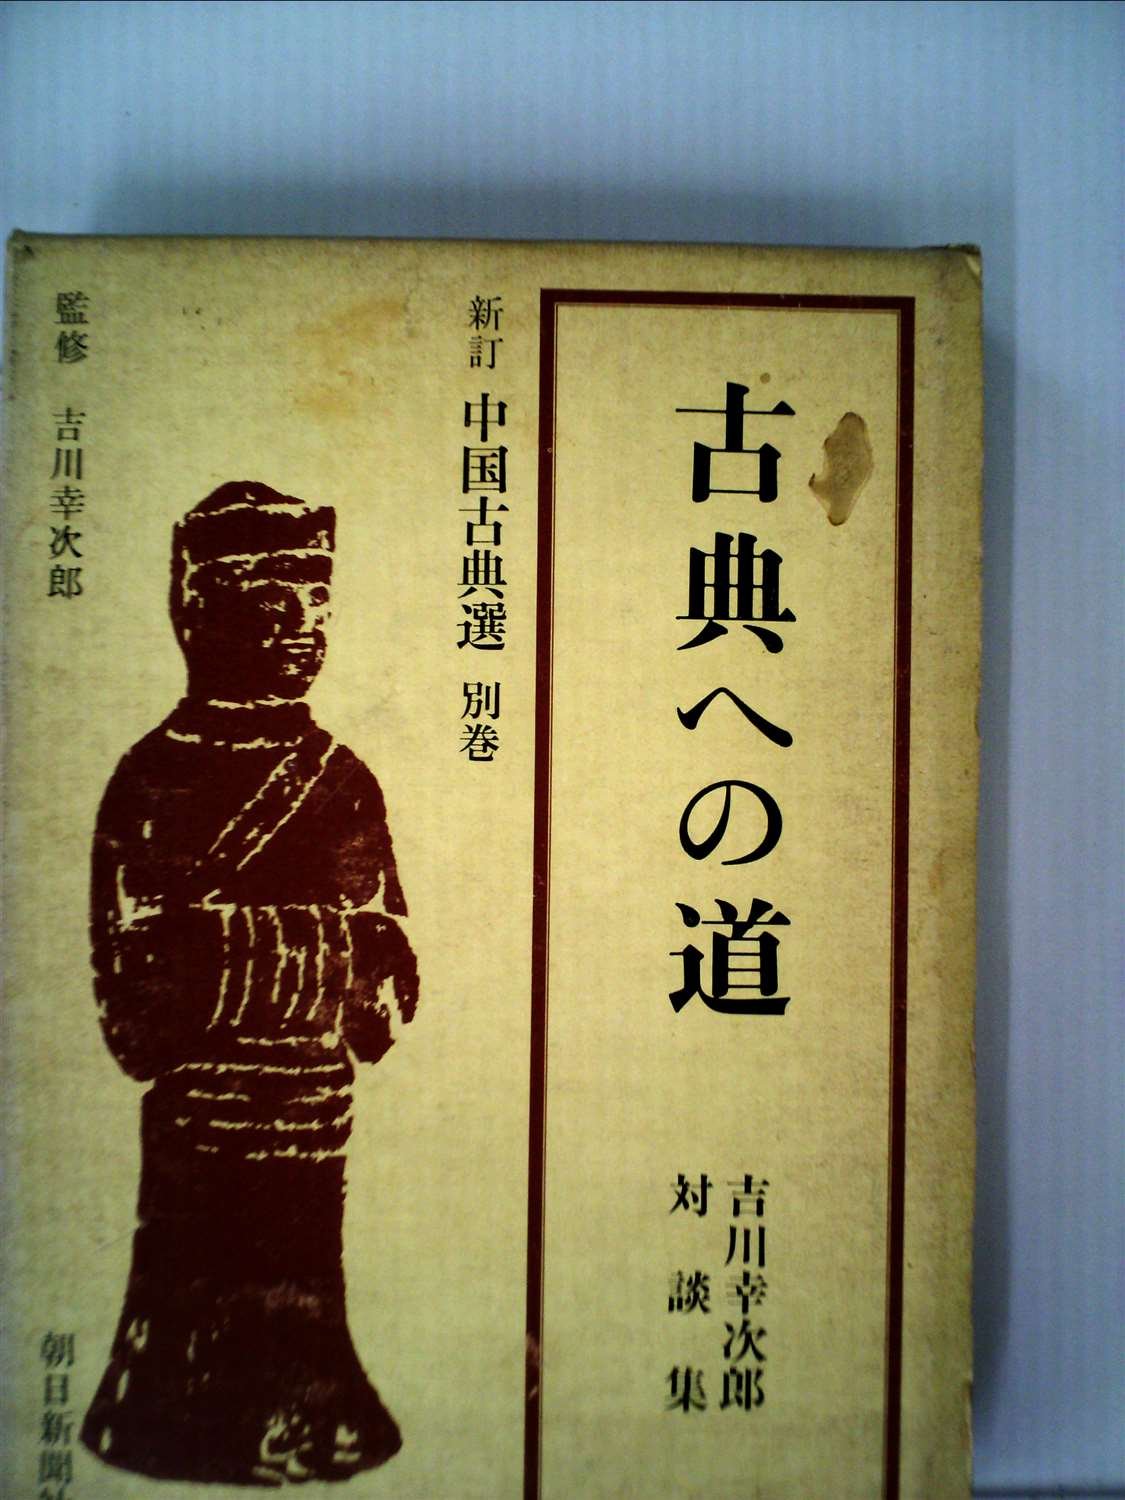 古典への道
吉川幸次郎
対談集
新訂 中国古典選 別巻
監修 吉川幸次郎
朝日新聞社